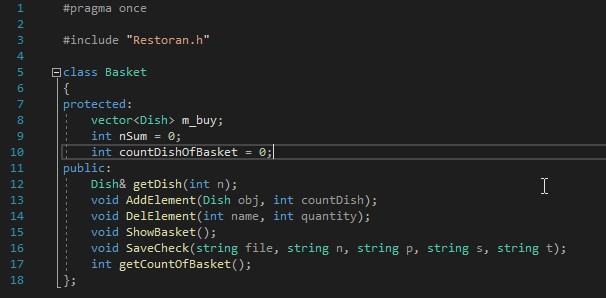 1 #pragma once
2
3 #include "Restoran.h"
4
5 class Basket
6 {
7 protected:
8 vector<Dish> m_buy;
9 int nSum = 0;
10 int countDishOfBasket = 0;
11 public:
12 Dish& getDish(int n);
13 void AddElement(Dish obj, int countDish);
14 void DelElement(int name, int quantity);
15 void ShowBasket();
16 void SaveCheck(string file, string n, string p, string s, string t);
17 int getCountOfBasket();
18 };